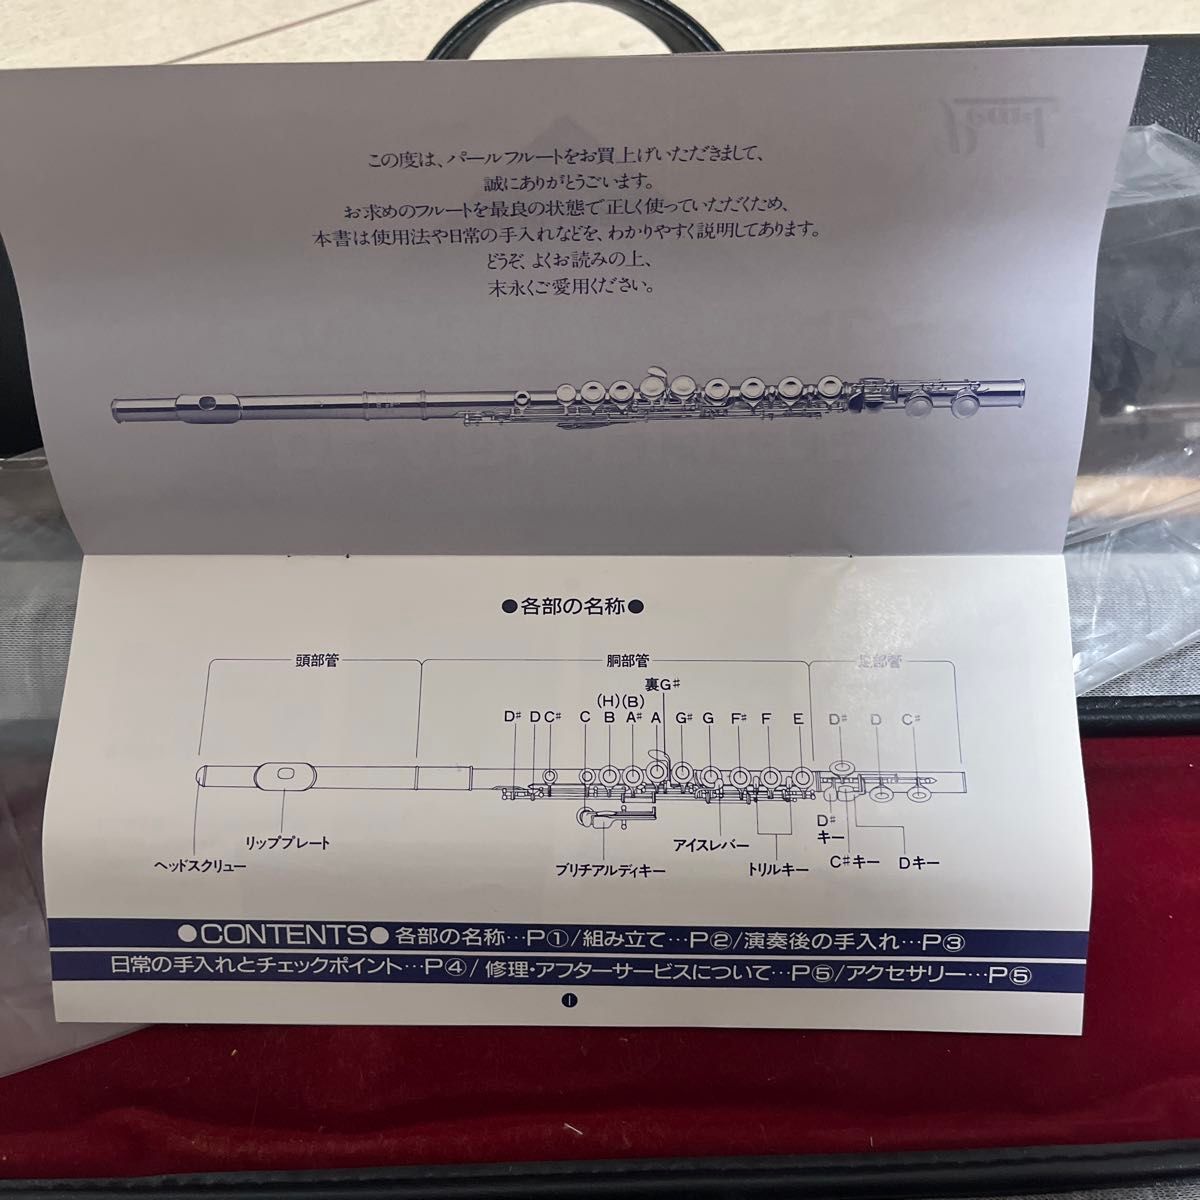 この度は、パールフルートをお買上げいただきまして、
誠にありがとうございます。
お求めのフルートを最良の状態で正しく使っていただくため、
本書は使用法や日常の手入れなどを、わかりやすく説明してあります。
どうぞ、よくお読みの上、
末永くご愛用ください。
●各部の名称●
頭部管 胴部管 足部管
裏G♯
(H)(B)
D♯ D C♯ C B A♯ A G♯ G F♯ F E D♯ D C♯
リッププレート
ヘッドスクリュー
ブリチアルディキー
アイスレバー
トリルキー
D♯
キー
C♯キー
Dキー
●CONTENTS● 各部の名称…P①/組み立て…P②/演奏後の手入れ…P③
日常の手入れとチェックポイント…P④/修理・アフターサービスについて…P⑤/アクセサリー…P⑤
1